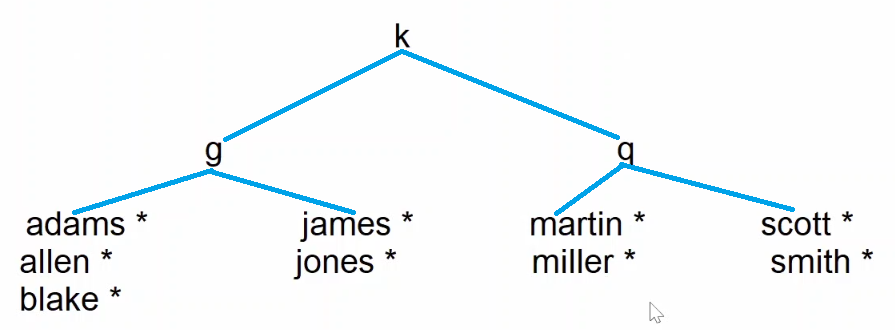 k
g q
adams * james * martin * scott *
allen * jones * miller * smith *
blake *